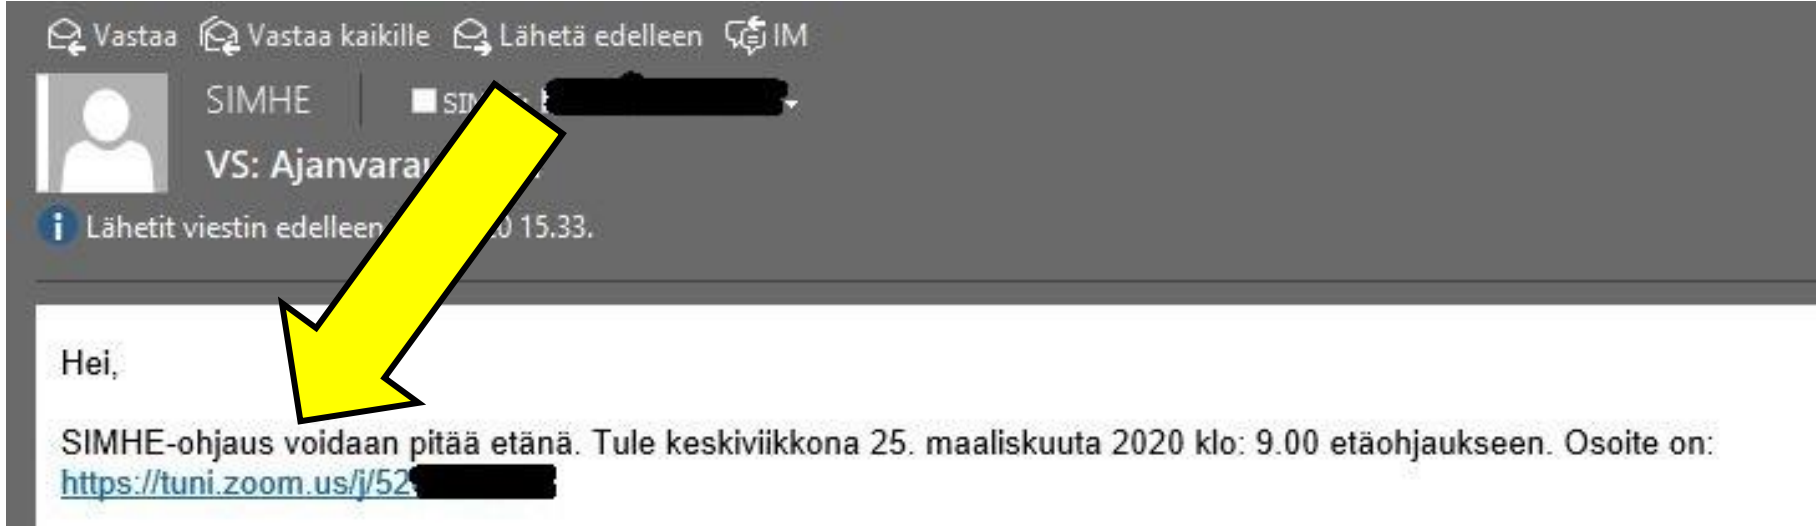 Vastaa Vastaa kaikille Lähetä edelleen IM
SIMHE
VS:
Lähetit viestin edelleen 15.33.
Hei,
SIMHE-ohjaus voidaan pitää etänä. Tule keskiviikkona 25. maaliskuuta 2020 klo: 9.00 etäohjaukseen. Osoite on:
https://tuni.zoom.us/j/52